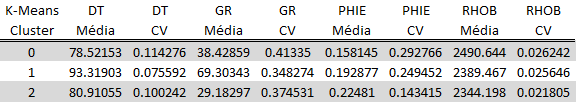 K-Means DT DT GR GR PHIE PHIE RHOB RHOB
Cluster Média CV Média CV Média CV Média CV
0 78.52153 0.114276 38.42859 0.41335 0.158145 0.292766 2490.644 0.026242
1 93.31903 0.075592 69.30343 0.348274 0.192877 0.249452 2389.467 0.025646
2 80.91055 0.100242 29.18297 0.374531 0.22481 0.143415 2344.198 0.021805